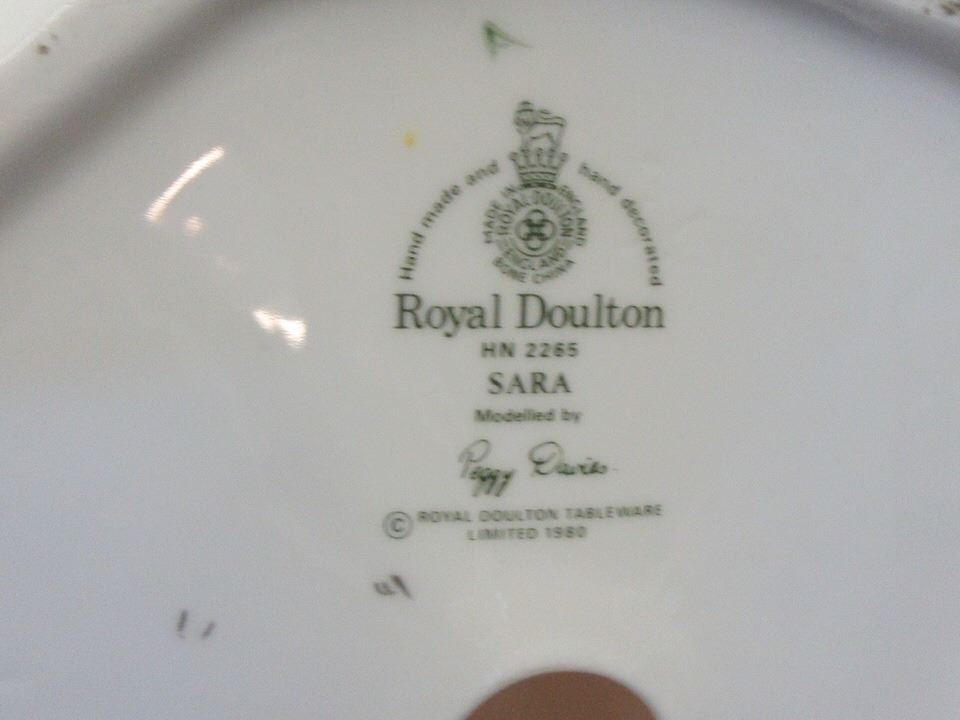 A
Hand made and hand decorated
MADE IN ENGLAND
ROYAL DOULTON
ENGLAND
BONE CHINA
Royal Doulton
HN 2265
SARA
Modelled by
Peggy Davies.
© ROYAL DOULTON TABLEWARE
LIMITED 1980